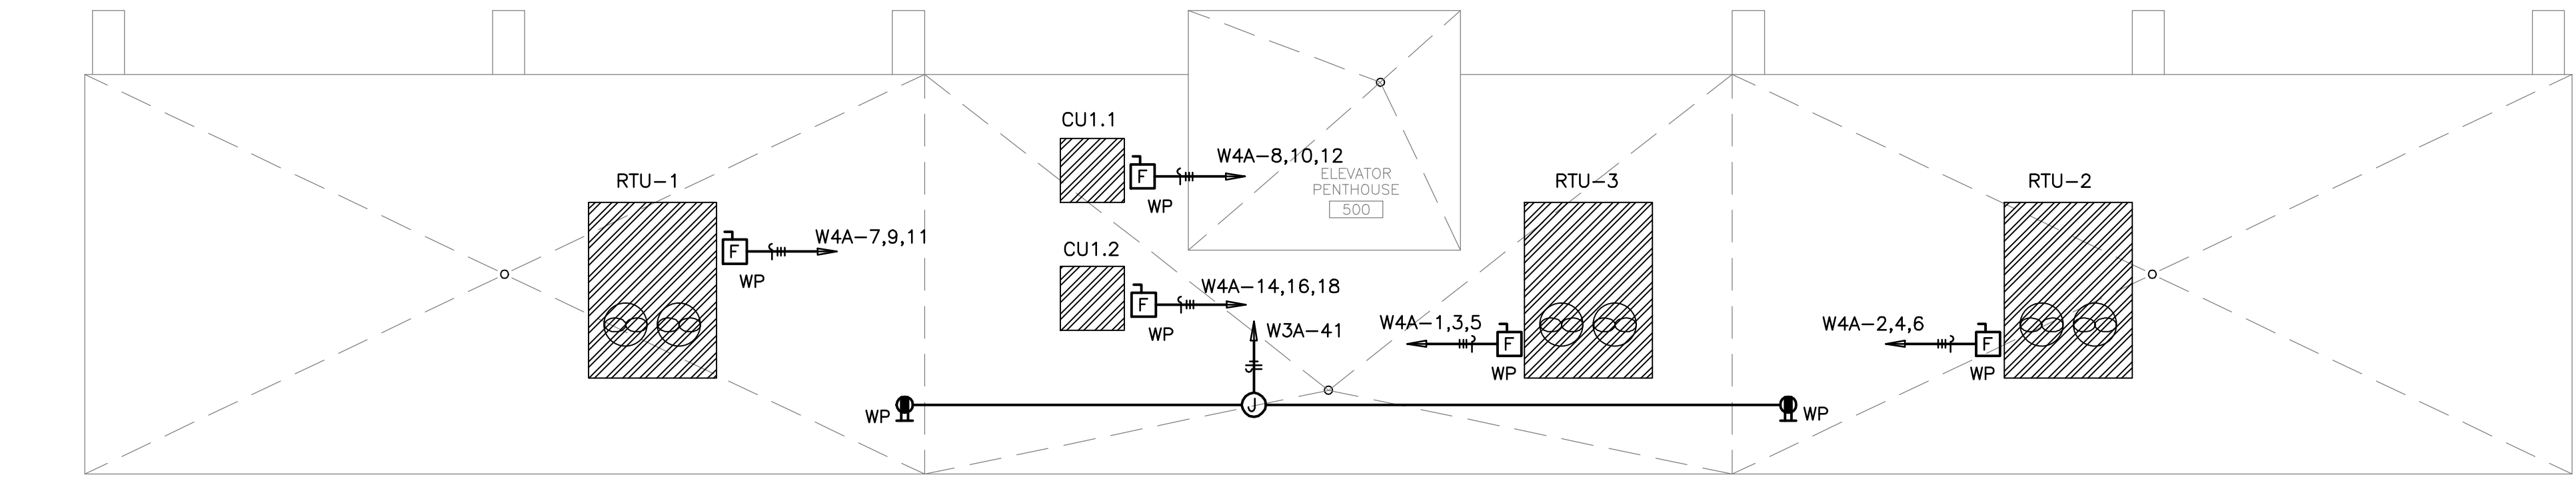 CU1.1
W4A-8,10,12
F
WP
ELEVATOR
PENTHOUSE
500
RTU-1
F
W4A-7,9,11
WP
CU1.2
W4A-14,16,18
F
WP
W3A-41
RTU-3
W4A-1,3,5
F
WP
RTU-2
W4A-2,4,6
F
WP
WP
J
WP